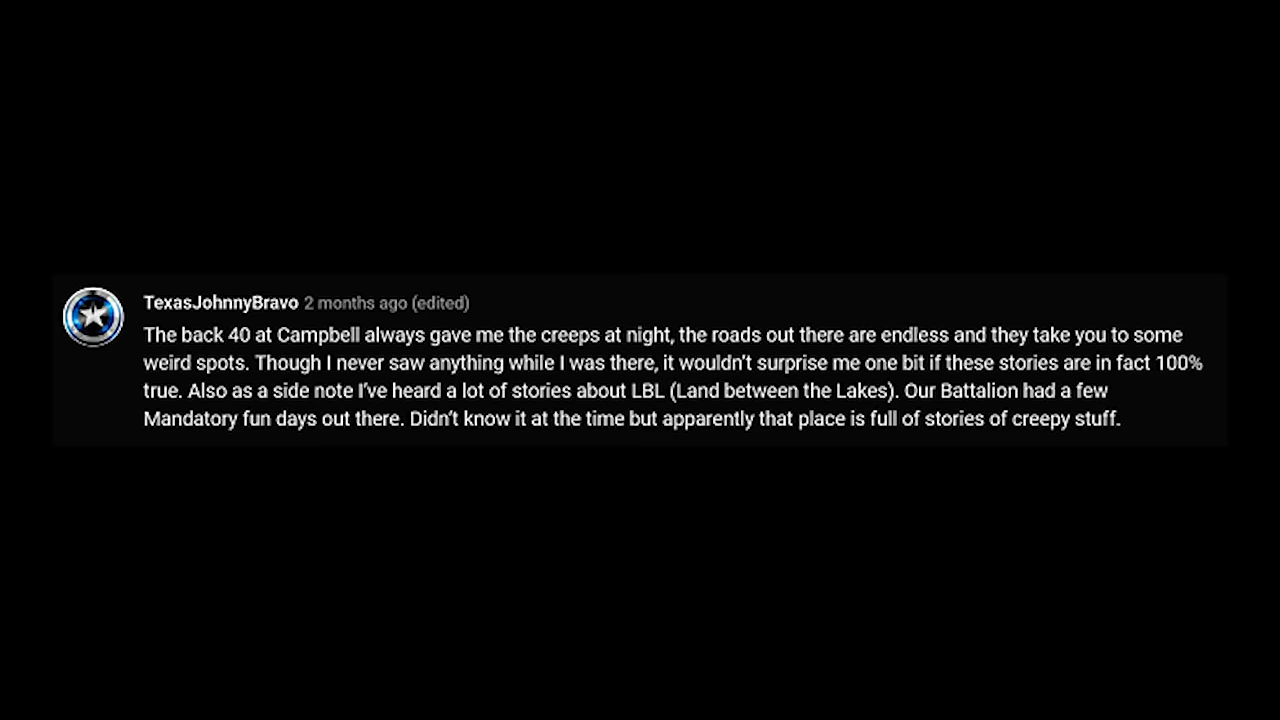 TexasJohnnyBravo 2 months ago (edited)
The back 40 at Campbell always gave me the creeps at night, the roads out there are endless and they take you to some
weird spots. Though I never saw anything while I was there, it wouldn't surprise me one bit if these stories are in fact 100%
true. Also as a side note I've heard a lot of stories about LBL (Land between the Lakes). Our Battalion had a few
Mandatory fun days out there. Didn't know it at the time but apparently that place is full of stories of creepy stuff.